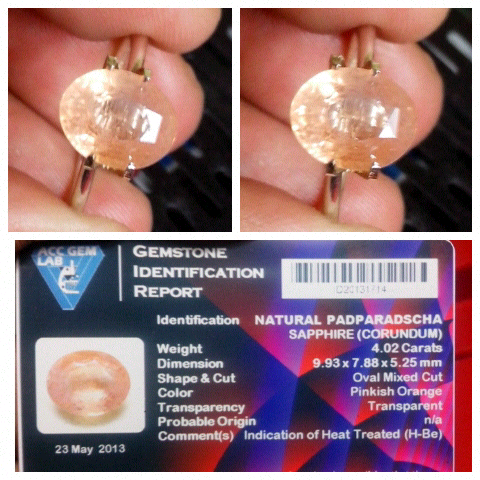 ACC GEM
LAB
GEMSTONE
IDENTIFICATION
REPORT
Identification NATURAL PADPARADSCHA
SAPPHIRE (CORUNDUM)
Weight 4.02 Carats
Dimension 9.93 x 7.88 x 5.25 mm
Shape & Cut Oval Mixed Cut
Color Pinkish Orange
Transparency Transparent
Probable Origin n/a
Comment(s) Indication of Heat Treated (H-Be)
23 May 2013